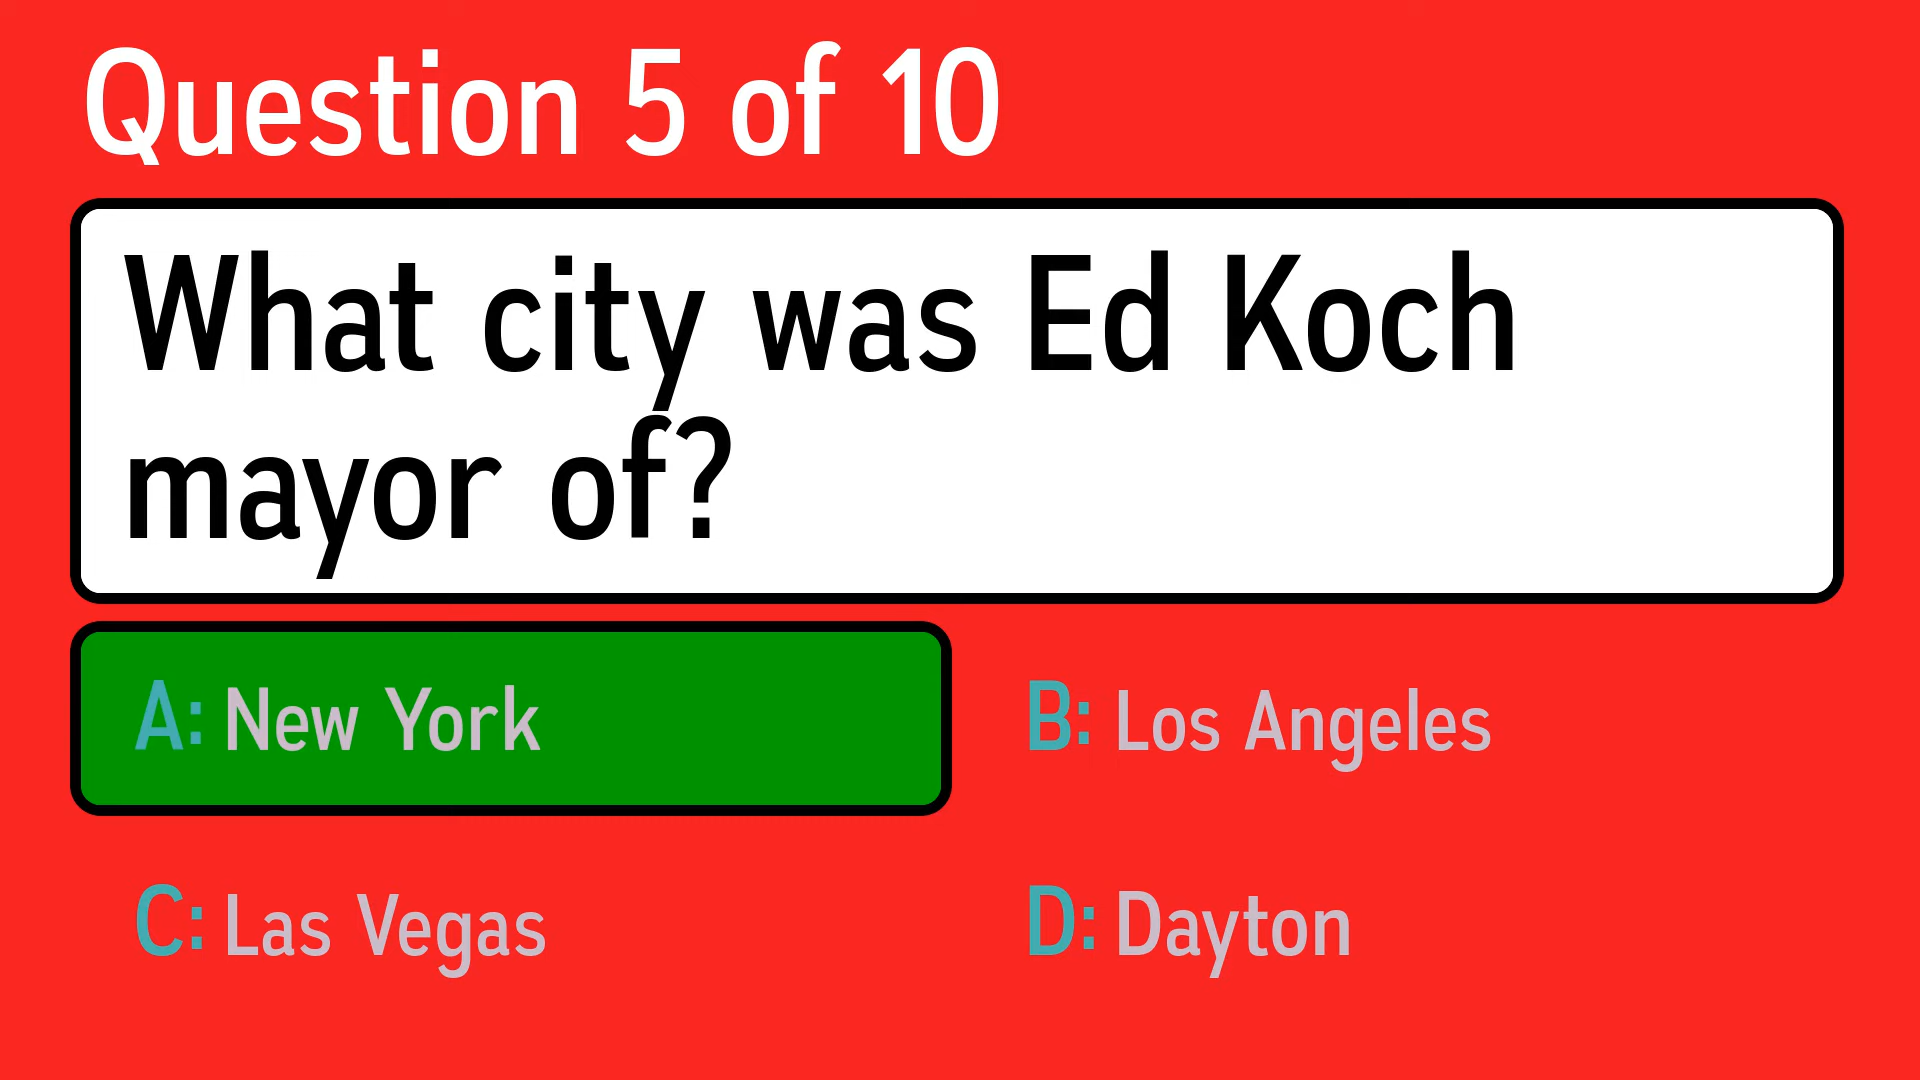 Question 5 of 10
What city was Ed Koch
mayor of?
A: New York
B: Los Angeles
C: Las Vegas
D: Dayton